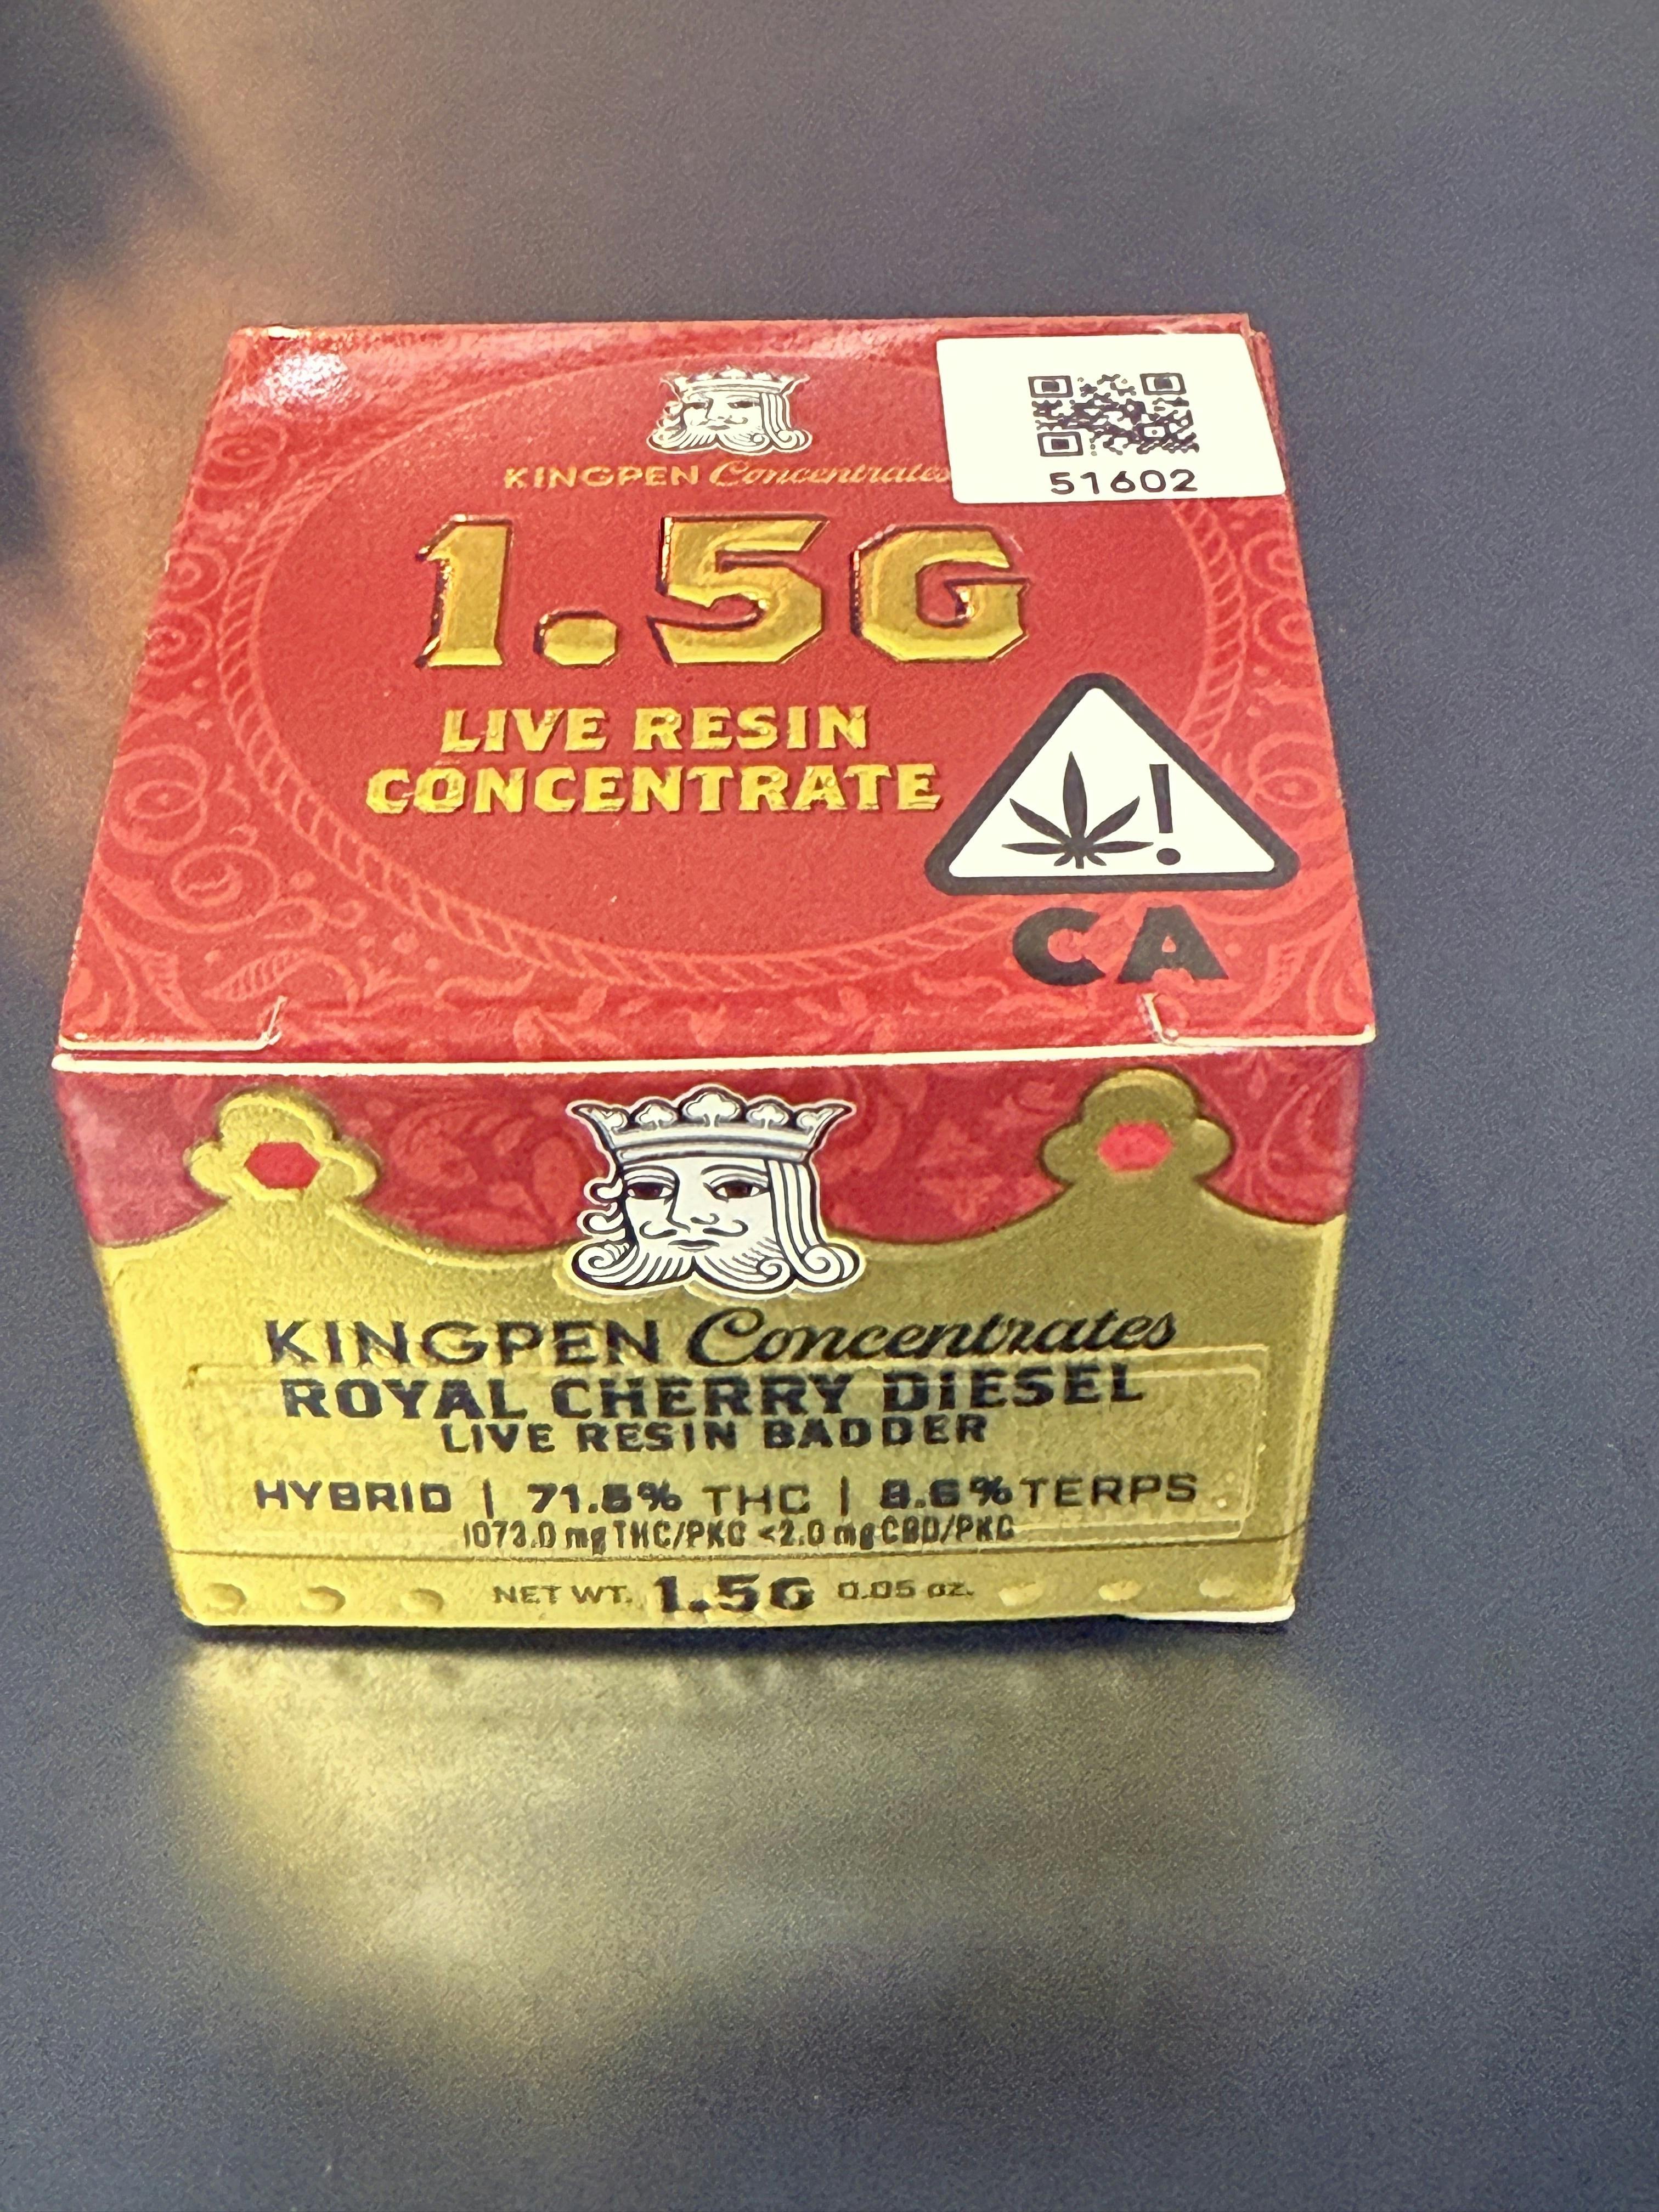 KINGPEN Concentrates
51602
1.5G
LIVE RESIN
CONCENTRATE
!
CA
KINGPEN Concentrates
ROYAL CHERRY DIESEL
LIVE RESIN BADDER
HYBRID | 71.5% THC | 8.6% TERPS
1073.0 mg THC/PKG <2.0 mg CBD/PKG
NET WT. 1.5G 0.05 oz.